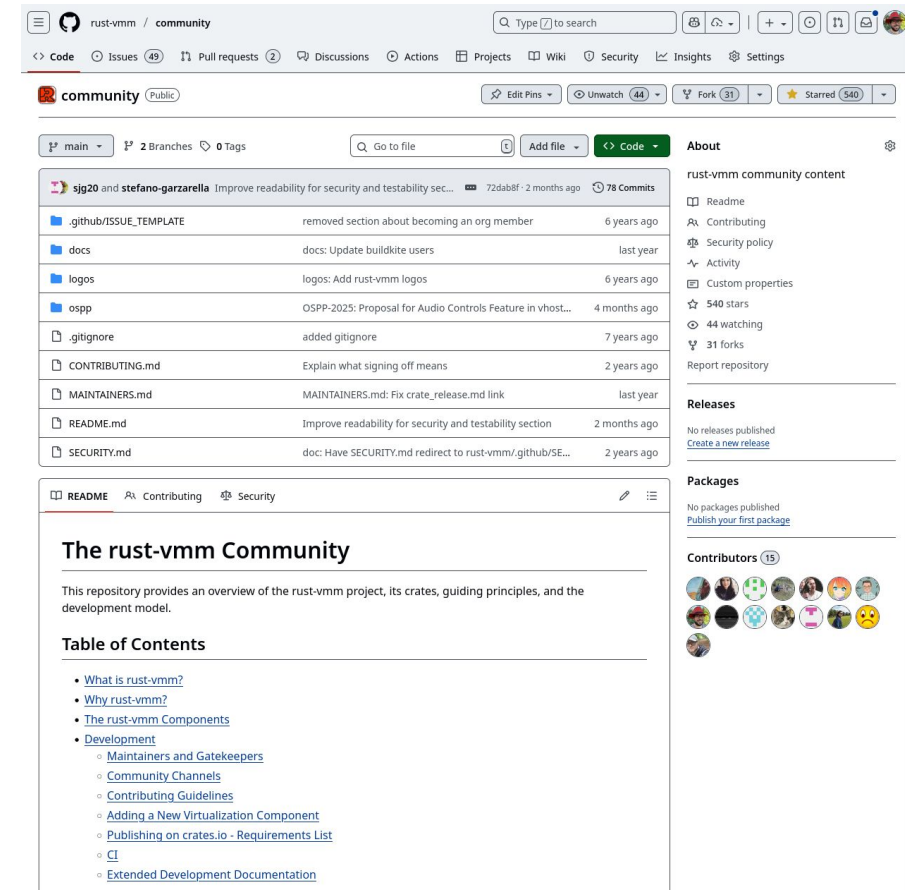 rust-vmm / community
Type / to search
<> Code Issues 49 Pull requests 2 Discussions Actions Projects Wiki Security Insights Settings
community Public Edit Pins Unwatch 44 Fork 31 Starred 540
main 2 Branches 0 Tags Go to file t Add file <> Code
sjg20 and stefano-garzarella Improve readability for security and testability sec... 72dab8f · 2 months ago 78 Commits
.github/ISSUE_TEMPLATE removed section about becoming an org member 6 years ago
docs docs: Update buildkite users last year
logos logos: Add rust-vmm logos 6 years ago
ospp OSPP-2025: Proposal for Audio Controls Feature in vhost... 4 months ago
.gitignore added gitignore 7 years ago
CONTRIBUTING.md Explain what signing off means 2 years ago
MAINTAINERS.md MAINTAINERS.md: Fix crate_release.md link last year
README.md Improve readability for security and testability section 2 months ago
SECURITY.md doc: Have SECURITY.md redirect to rust-vmm/.github/SE... 2 years ago
README Contributing Security
The rust-vmm Community
This repository provides an overview of the rust-vmm project, its crates, guiding principles, and the
development model.
Table of Contents
• What is rust-vmm?
• Why rust-vmm?
• The rust-vmm Components
• Development
◦ Maintainers and Gatekeepers
◦ Community Channels
◦ Contributing Guidelines
◦ Adding a New Virtualization Component
◦ Publishing on crates.io - Requirements List
◦ CI
◦ Extended Development Documentation
About
rust-vmm community content
Readme
Contributing
Security policy
Activity
Custom properties
540 stars
44 watching
31 forks
Report repository
Releases
No releases published
Create a new release
Packages
No packages published
Publish your first package
Contributors 15